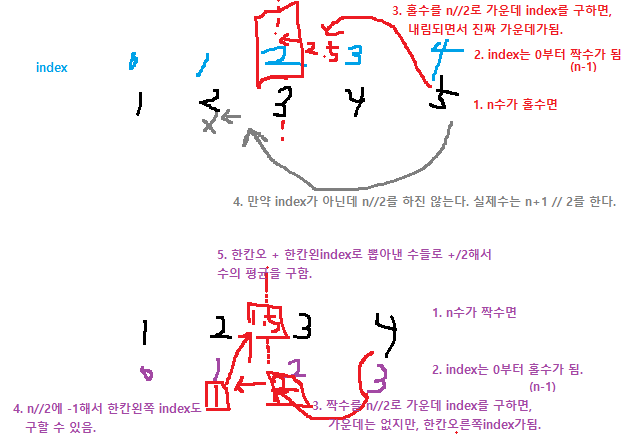 3. 홀수를 n//2로 가운데 index를 구하면,
내림되면서 진짜 가운데가됨.
index 0 1 2 2.5 3 4
2. index는 0부터 짝수가 됨
(n-1)
1 2 3 4 5
1. n수가 홀수면
x
4. 만약 index가 아닌데 n//2를 하진 않는다. 실제수는 n+1 // 2를 한다.
5. 한칸오 + 한칸왼index로 뽑아낸 수들로 +/2해서
수의 평균을 구함.
1 2 1.5 3 4
1. n수가 짝수면
0 1 2 3
2. index는 0부터 홀수가 됨.
(n-1)
1 2
4. n//2에 -1해서 한칸왼쪽 index도
구할 수 있음.
3. 짝수를 n//2로 가운데 index를 구하면,
가운데는 없지만, 한칸오른쪽index가됨.